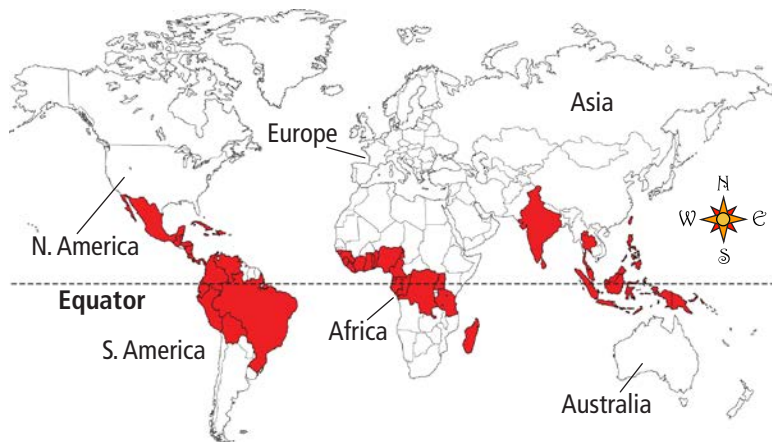 Asia
Europe
N
W E
S
N. America
Equator
Africa
S. America
Australia